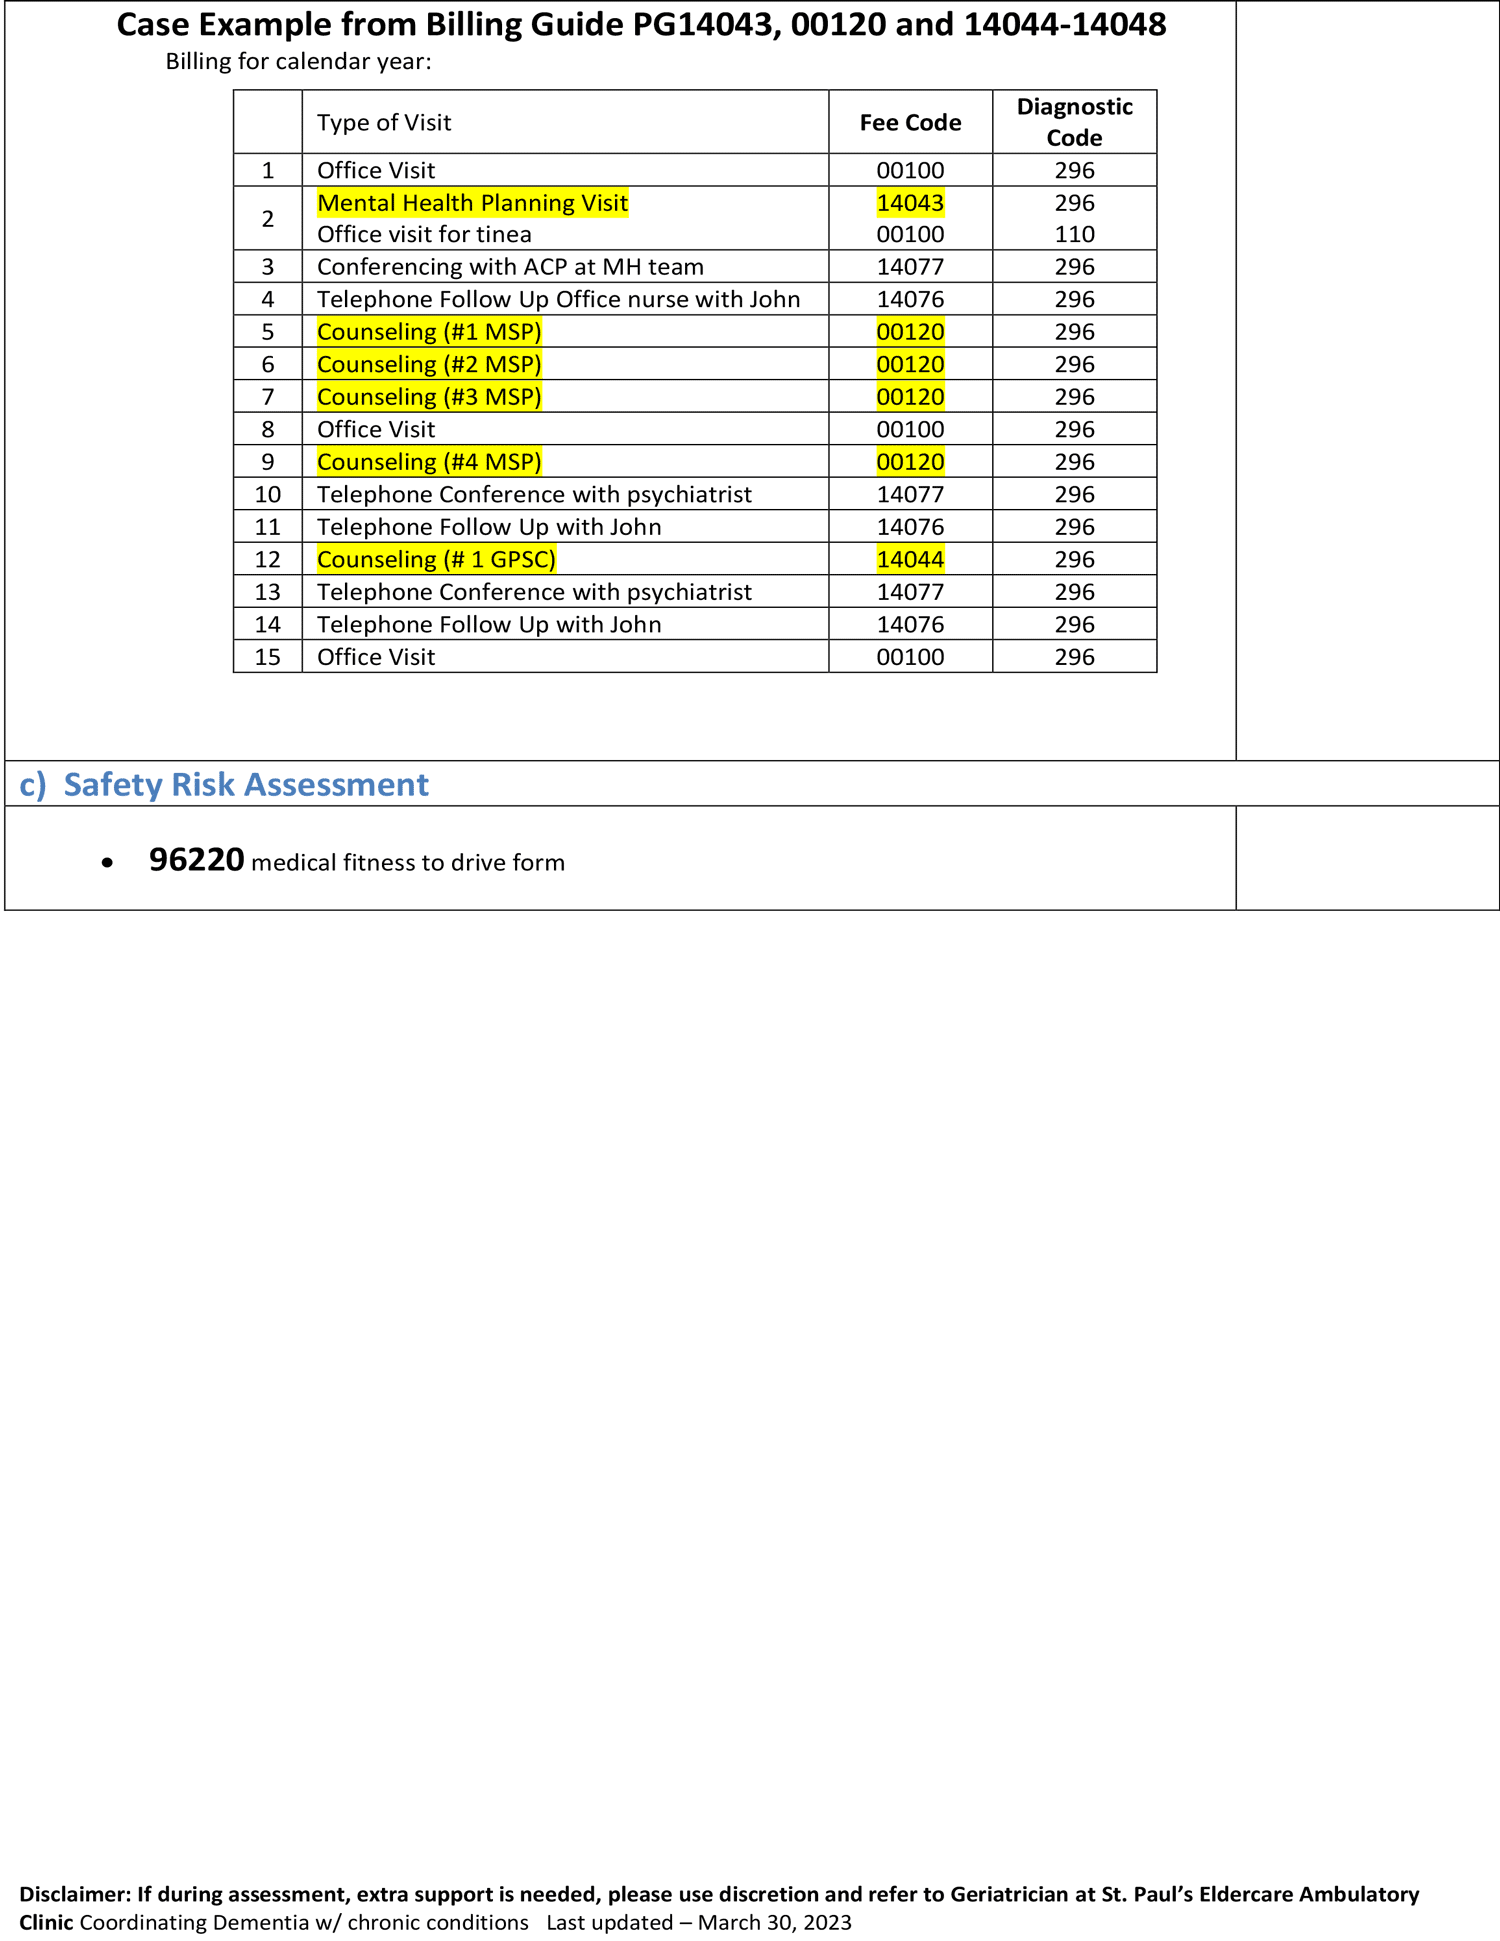 Case Example from Billing Guide PG14043, 00120 and 14044-14048
Billing for calendar year:
Type of Visit Fee Code Diagnostic Code
1 Office Visit 00100 296
2 Mental Health Planning Visit 14043 296
Office visit for tinea 00100 110
3 Conferencing with ACP at MH team 14077 296
4 Telephone Follow Up Office nurse with John 14076 296
5 Counseling (#1 MSP) 00120 296
6 Counseling (#2 MSP) 00120 296
7 Counseling (#3 MSP) 00120 296
8 Office Visit 00100 296
9 Counseling (#4 MSP) 00120 296
10 Telephone Conference with psychiatrist 14077 296
11 Telephone Follow Up with John 14076 296
12 Counseling (# 1 GPSC) 14044 296
13 Telephone Conference with psychiatrist 14077 296
14 Telephone Follow Up with John 14076 296
15 Office Visit 00100 296
c) Safety Risk Assessment
• 96220 medical fitness to drive form
Disclaimer: If during assessment, extra support is needed, please use discretion and refer to Geriatrician at St. Paul’s Eldercare Ambulatory
Clinic Coordinating Dementia w/ chronic conditions Last updated – March 30, 2023